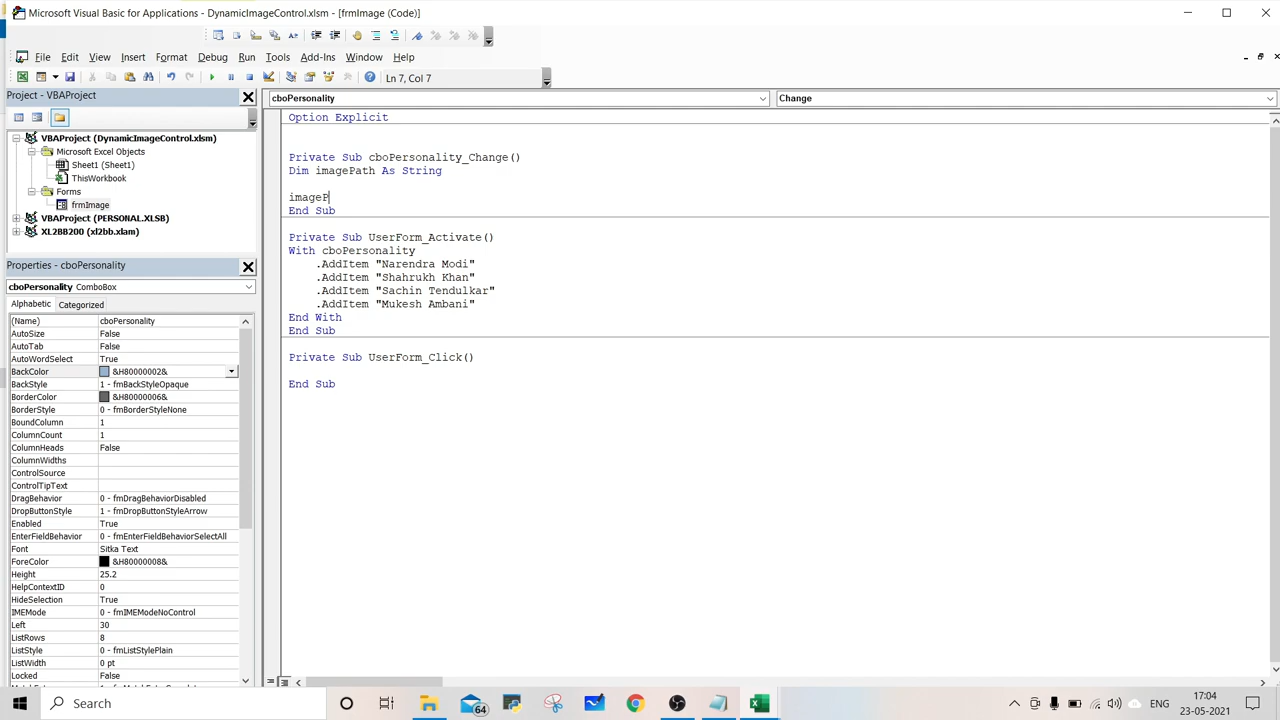 Microsoft Visual Basic for Applications - DynamicImageControl.xlsm - [frmImage (Code)]
File Edit View Insert Format Debug Run Tools Add-Ins Window Help
Ln 7, Col 7
Project - VBAProject
VBAProject (DynamicImageControl.xlsm)
Microsoft Excel Objects
Sheet1 (Sheet1)
ThisWorkbook
Forms
frmImage
VBAProject (PERSONAL.XLSB)
XL2BB200 (xl2bb.xlam)
Properties - cboPersonality
cboPersonality ComboBox
Alphabetic Categorized
(Name) cboPersonality
AutoSize False
AutoTab False
AutoWordSelect True
BackColor &H80000002&
BackStyle 1 - fmBackStyleOpaque
BorderColor &H80000006&
BorderStyle 0 - fmBorderStyleNone
BoundColumn 1
ColumnCount 1
ColumnHeads False
ColumnWidths
ControlSource
ControlTipText
DragBehavior 0 - fmDragBehaviorDisabled
DropButtonStyle 1 - fmDropButtonStyleArrow
Enabled True
EnterFieldBehavior 0 - fmEnterFieldBehaviorSelectAll
Font Sitka Text
ForeColor &H80000008&
Height 25.2
HelpContextID 0
HideSelection True
IMEMode 0 - fmIMEModeNoControl
Left 30
ListRows 8
ListStyle 0 - fmListStylePlain
ListWidth 0 pt
Locked False
cboPersonality Change
Option Explicit
Private Sub cboPersonality_Change()
Dim imagePath As String
imageP
End Sub
Private Sub UserForm_Activate()
With cboPersonality
.AddItem "Narendra Modi"
.AddItem "Shahrukh Khan"
.AddItem "Sachin Tendulkar"
.AddItem "Mukesh Ambani"
End With
End Sub
Private Sub UserForm_Click()
End Sub
Search
64
ENG
17:04
23-05-2021